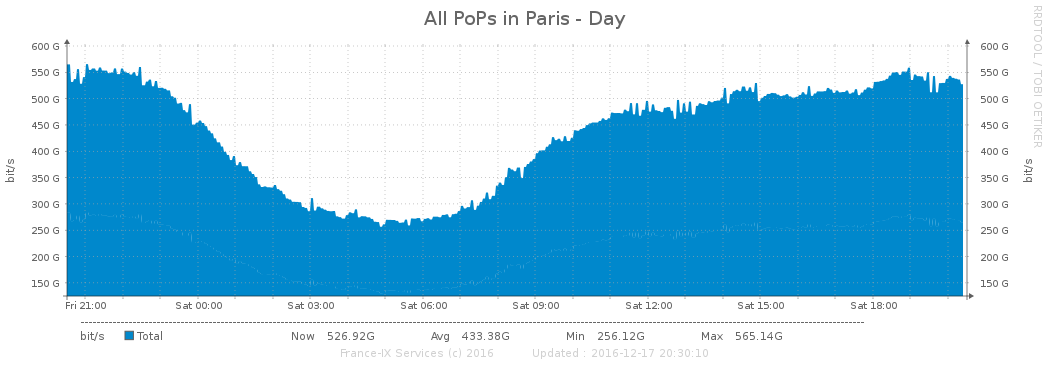 All PoPs in Paris - Day
RRDTOOL / TOBI OETIKER
600 G 600 G
550 G 550 G
500 G 500 G
450 G 450 G
400 G 400 G
350 G 350 G
300 G 300 G
250 G 250 G
200 G 200 G
150 G 150 G
bit/s
bit/s
Fri 21:00 Sat 00:00 Sat 03:00 Sat 06:00 Sat 09:00 Sat 12:00 Sat 15:00 Sat 18:00
bit/s Total Now 526.92G Avg 433.38G Min 256.12G Max 565.14G
France-IX Services (c) 2016 Updated : 2016-12-17 20:30:10